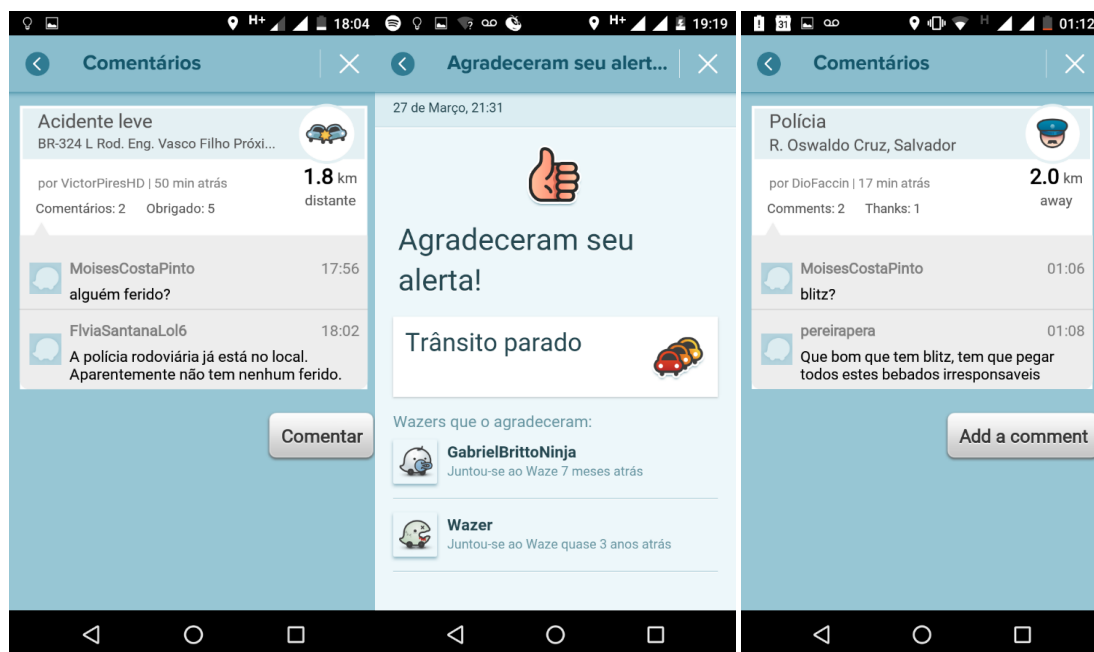 H+ 18:04
Comentários
Acidente leve
BR-324 L Rod. Eng. Vasco Filho Próxi...
por VictorPiresHD | 50 min atrás
1.8 km
distante
Comentários: 2 Obrigado: 5
MoisesCostaPinto 17:56
alguém ferido?
FlviaSantanaLol6 18:02
A polícia rodoviária já está no local.
Aparentemente não tem nenhum ferido.
Comentar
H+ 19:19
Agradeceram seu alert...
27 de Março, 21:31
Agradeceram seu
alerta!
Trânsito parado
Wazers que o agradeceram:
GabrielBrittoNinja
Juntou-se ao Waze 7 meses atrás
Wazer
Juntou-se ao Waze quase 3 anos atrás
31 H 01:12
Comentários
Polícia
R. Oswaldo Cruz, Salvador
por DioFaccin | 17 min atrás
2.0 km
away
Comments: 2 Thanks: 1
MoisesCostaPinto 01:06
blitz?
pereirapera 01:08
Que bom que tem blitz, tem que pegar
todos estes bebados irresponsaveis
Add a comment